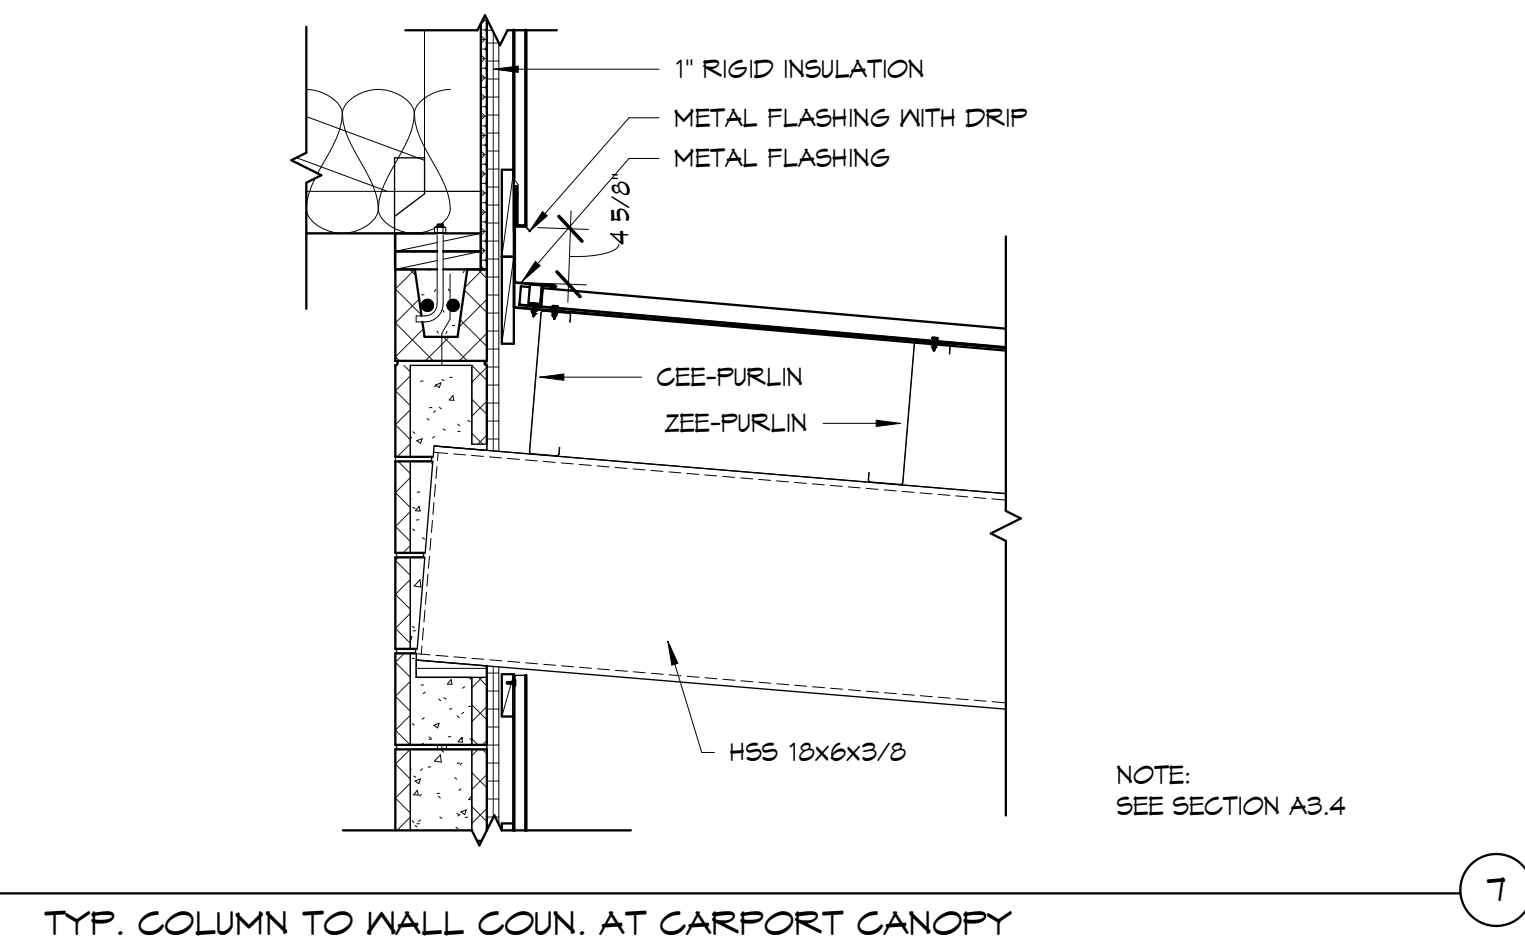 1" RIGID INSULATION
METAL FLASHING WITH DRIP
METAL FLASHING
4 5/8"
CEE-PURLIN
ZEE-PURLIN
HSS 18x6x3/8
NOTE:
SEE SECTION A3.4
7
TYP. COLUMN TO WALL COUN. AT CARPORT CANOPY